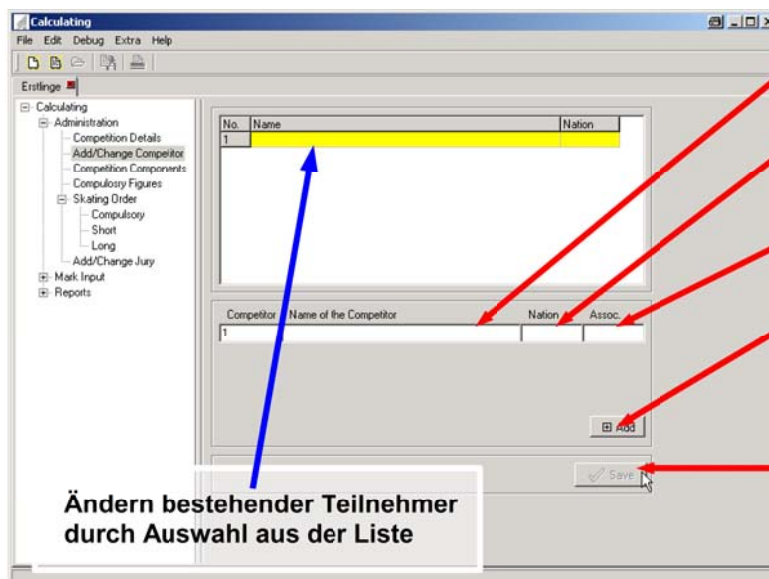 Calculating
File Edit Debug Extra Help
Erstlinge
Calculating
Administration
Competition Details
Add/Change Competitor
Competition Components
Compulosry Figures
Skating Order
Compulsory
Short
Long
Add/Change Jury
Mark Input
Reports
No. Name Nation
1
Competitor Name of the Competitor Nation Assoc.
1
Add
Save
Ändern bestehender Teilnehmer
durch Auswahl aus der Liste